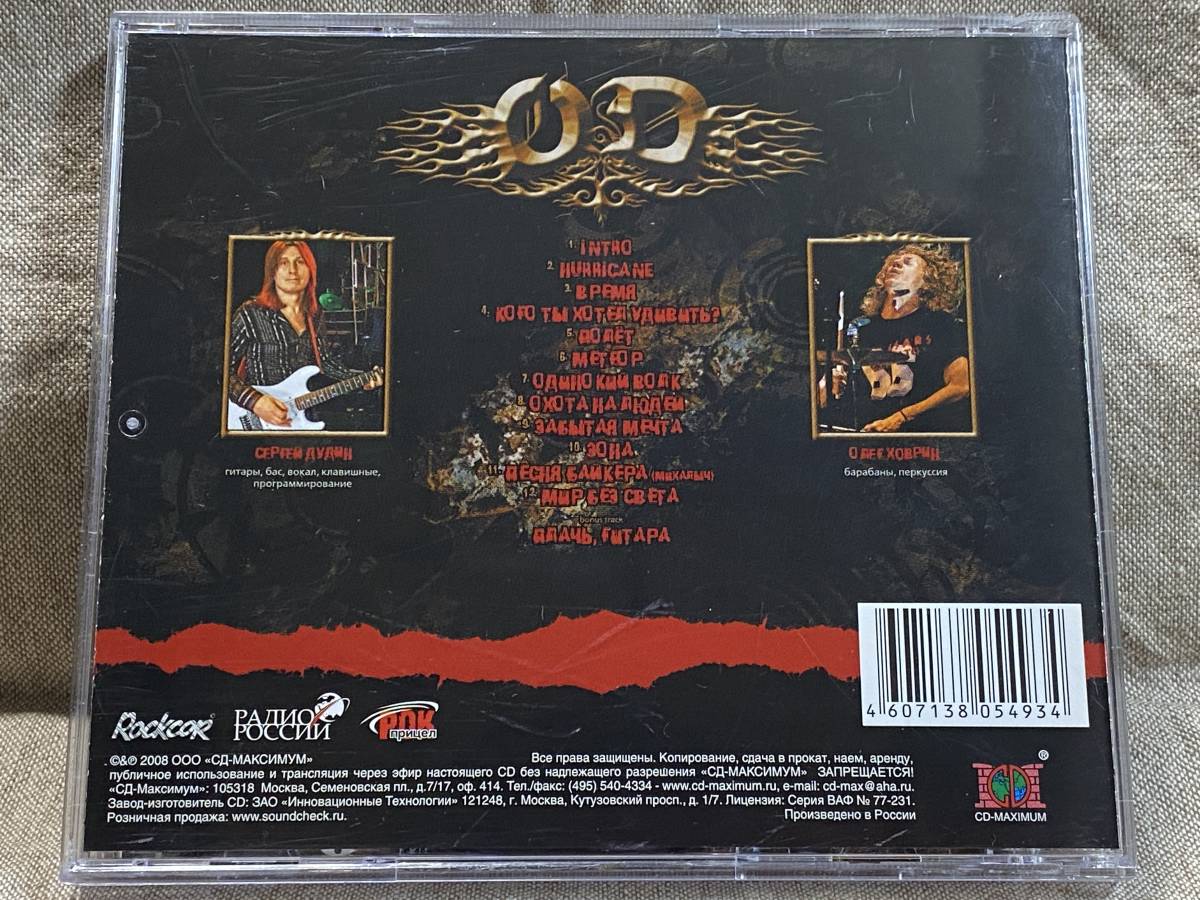 OD
1. INTRO
2. HURRICANE
3. ВРЕМЯ
4. КОГО ТЫ ХОТЕЛ УДИВИТЬ?
5. ПОЛЁТ
6. МЕТЕОР
7. ОДИНОКИЙ ВОЛК
8. ОХОТА НА ЛЮДЕЙ
9. ЗАБЫТАЯ МЕЧТА
10. ЗОНА
11. ПЕСНЯ БАЙКЕРА (МИХАЛЫЧ)
12. МИР БЕЗ СВЕТА
bonus track
ПЛАЧЬ, ГИТАРА
СЕРГЕЙ ДУДИН
гитары, бас, вокал, клавишные,
программирование
ОЛЕГ ХОВРИН
барабаны, перкуссия
4 607138 054934
Rockcor®
РАДИО
РОССИИ
РОК
прицел
©&℗ 2008 ООО «СД-МАКСИМУМ» Все права защищены. Копирование, сдача в прокат, наем, аренду,
публичное использование и трансляция через эфир настоящего CD без надлежащего разрешения «СД-МАКСИМУМ» ЗАПРЕЩАЕТСЯ!
«СД-Максимум»: 105318 Москва, Семеновская пл., д.7/17, оф. 414. Тел./факс: (495) 540-4334 - www.cd-maximum.ru, e-mail: cd-max@aha.ru.
Завод-изготовитель CD: ЗАО «Инновационные Технологии» 121248, г. Москва, Кутузовский просп., д. 1/7. Лицензия: Серия ВАФ № 77-231.
Розничная продажа: www.soundcheck.ru. Произведено в России
CD ®
CD-MAXIMUM